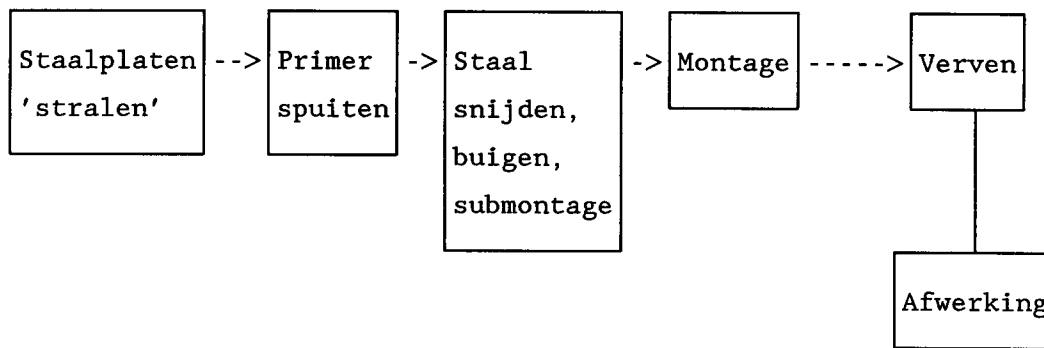 Staalplaten --> Primer -> Staal -> Montage -----> Verven
'stralen' spuiten snijden,
buigen,
submontage
Afwerking